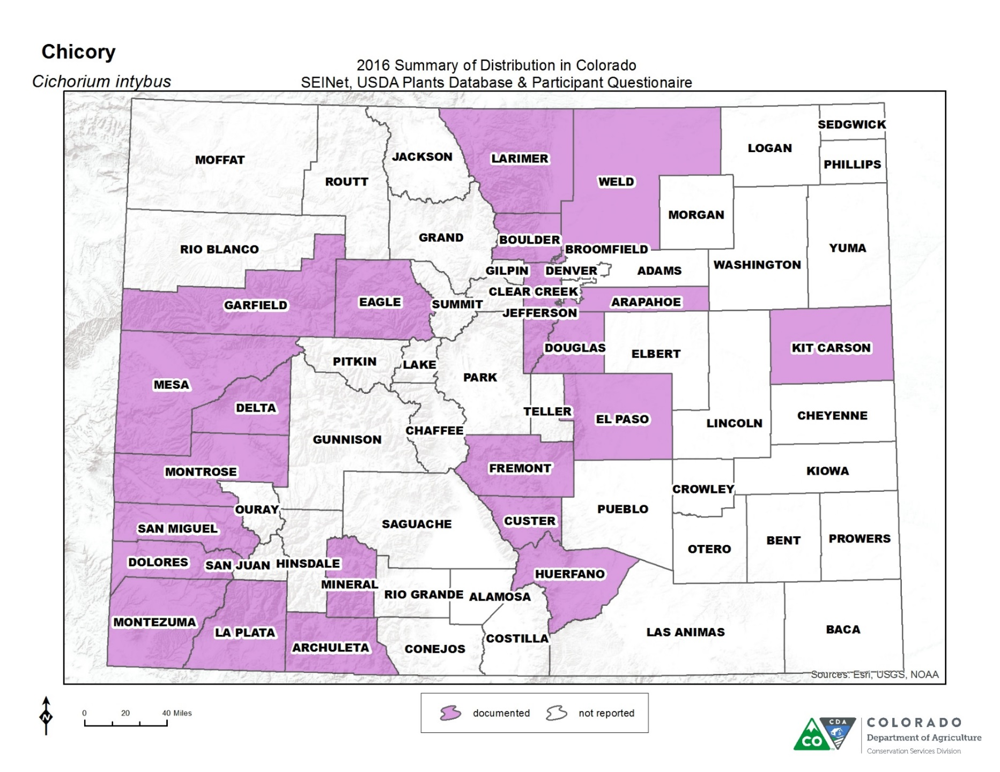 Chicory
Cichorium intybus
2016 Summary of Distribution in Colorado
SEINet, USDA Plants Database & Participant Questionaire
SEDGWICK
LOGAN
JACKSON
LARIMER
MOFFAT
PHILLIPS
ROUTT
WELD
MORGAN
GRAND
BOULDER
RIO BLANCO
BROOMFIELD
YUMA
WASHINGTON
GILPIN
DENVER
ADAMS
CLEAR CREEK
GARFIELD
EAGLE
SUMMIT
ARAPAHOE
JEFFERSON
DOUGLAS
ELBERT
KIT CARSON
PITKIN
LAKE
PARK
MESA
DELTA
TELLER
EL PASO
CHEYENNE
LINCOLN
CHAFFEE
GUNNISON
MONTROSE
FREMONT
KIOWA
CROWLEY
OURAY
PUEBLO
SAGUACHE
CUSTER
SAN MIGUEL
PROWERS
BENT
OTERO
DOLORES
SAN JUAN
HINSDALE
HUERFANO
MINERAL
RIO GRANDE
ALAMOSA
MONTEZUMA
LA PLATA
COSTILLA
LAS ANIMAS
BACA
ARCHULETA
CONEJOS
Sources: Esri, USGS, NOAA
N
0 20 40 Miles
documented not reported
CO
CDA
COLORADO
Department of Agriculture
Conservation Services Division